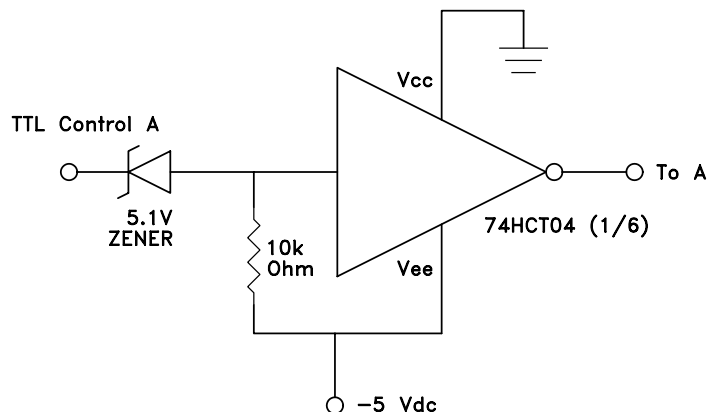 Vcc
TTL Control A
To A
5.1V
ZENER
74HCT04 (1/6)
10k
Ohm
Vee
-5 Vdc